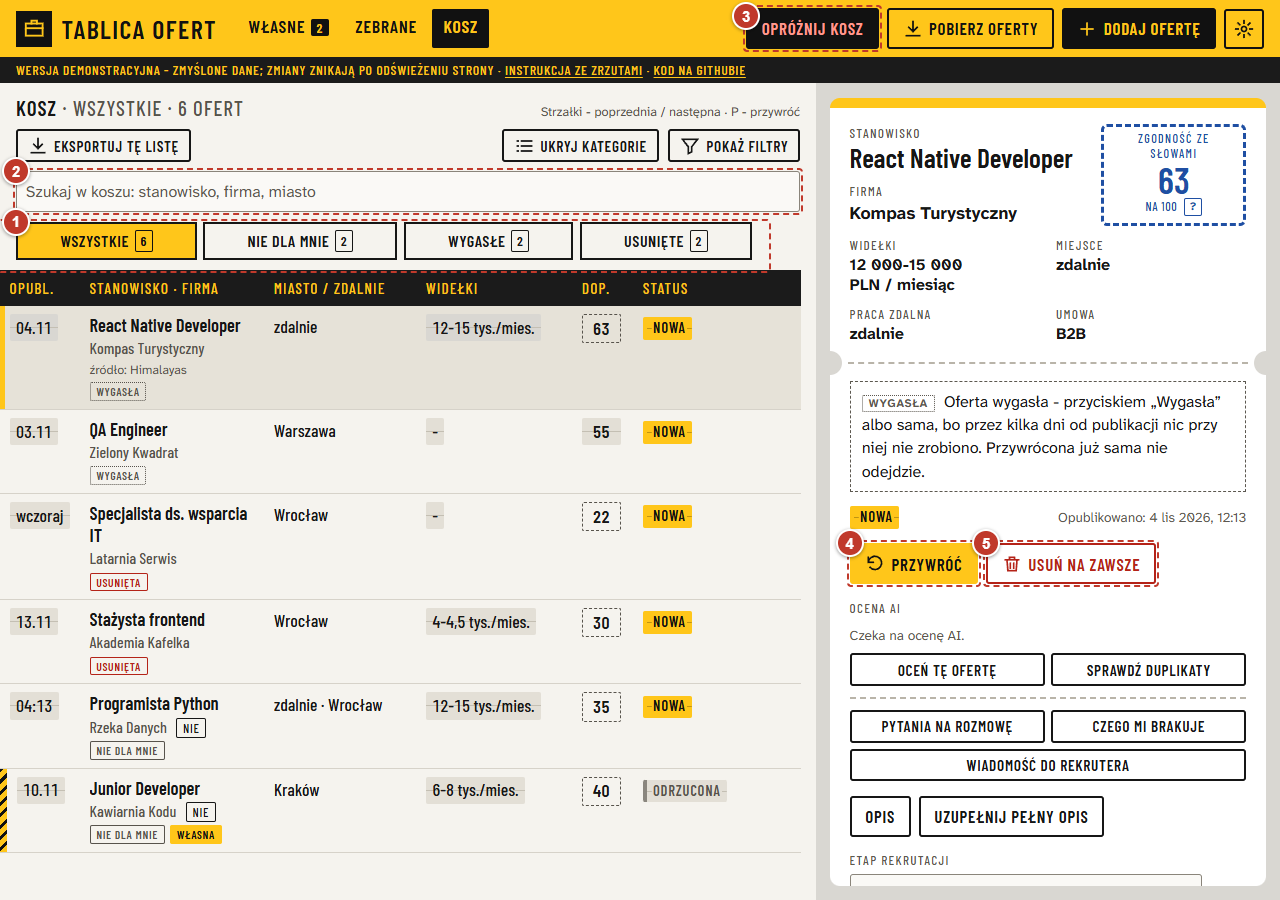 TABLICA OFERT
WŁASNE 2
ZEBRANE
KOSZ
3
OPRÓŻNIJ KOSZ
POBIERZ OFERTY
DODAJ OFERTĘ
WERSJA DEMONSTRACYJNA - ZMYŚLONE DANE; ZMIANY ZNIKAJĄ PO ODŚWIEŻENIU STRONY · INSTRUKCJA ZE ZRZUTAMI · KOD NA GITHUBIE
KOSZ · WSZYSTKIE · 6 OFERT
Strzałki - poprzednia / następna · P - przywróć
EKSPORTUJ TĘ LISTĘ
UKRYJ KATEGORIE
POKAŻ FILTRY
2
Szukaj w koszu: stanowisko, firma, miasto
1
WSZYSTKIE 6
NIE DLA MNIE 2
WYGASŁE 2
USUNIĘTE 2
OPUBL. STANOWISKO · FIRMA MIASTO / ZDALNIE WIDEŁKI DOP. STATUS
04.11 React Native Developer zdalnie 12-15 tys./mies. 63 NOWA
Kompas Turystyczny
źródło: Himalayas
WYGASŁA
03.11 QA Engineer Warszawa - 55 NOWA
Zielony Kwadrat
WYGASŁA
wczoraj Specjalista ds. wsparcia Wrocław - 22 NOWA
IT
Latarnia Serwis
USUNIĘTA
13.11 Stażysta frontend Wrocław 4-4,5 tys./mies. 30 NOWA
Akademia Kafelka
USUNIĘTA
04:13 Programista Python zdalnie · Wrocław 12-15 tys./mies. 35 NOWA
Rzeka Danych NIE
NIE DLA MNIE
10.11 Junior Developer Kraków 6-8 tys./mies. 40 ODRZUCONA
Kawiarnia Kodu NIE
NIE DLA MNIE WŁASNA
STANOWISKO
React Native Developer
FIRMA
Kompas Turystyczny
ZGODNOŚĆ ZE
SŁOWAMI
63
NA 100 ?
WIDEŁKI MIEJSCE
12 000-15 000 zdalnie
PLN / miesiąc
PRACA ZDALNA UMOWA
zdalnie B2B
WYGASŁA Oferta wygasła - przyciskiem „Wygasła”
albo sama, bo przez kilka dni od publikacji nic przy
niej nie zrobiono. Przywrócona już sama nie
odejdzie.
NOWA Opublikowano: 4 lis 2026, 12:13
4
PRZYWRÓĆ
5
USUŃ NA ZAWSZE
OCENA AI
Czeka na ocenę AI.
OCEŃ TĘ OFERTĘ
SPRAWDŹ DUPLIKATY
PYTANIA NA ROZMOWĘ
CZEGO MI BRAKUJE
WIADOMOŚĆ DO REKRUTERA
OPIS
UZUPEŁNIJ PEŁNY OPIS
ETAP REKRUTACJI